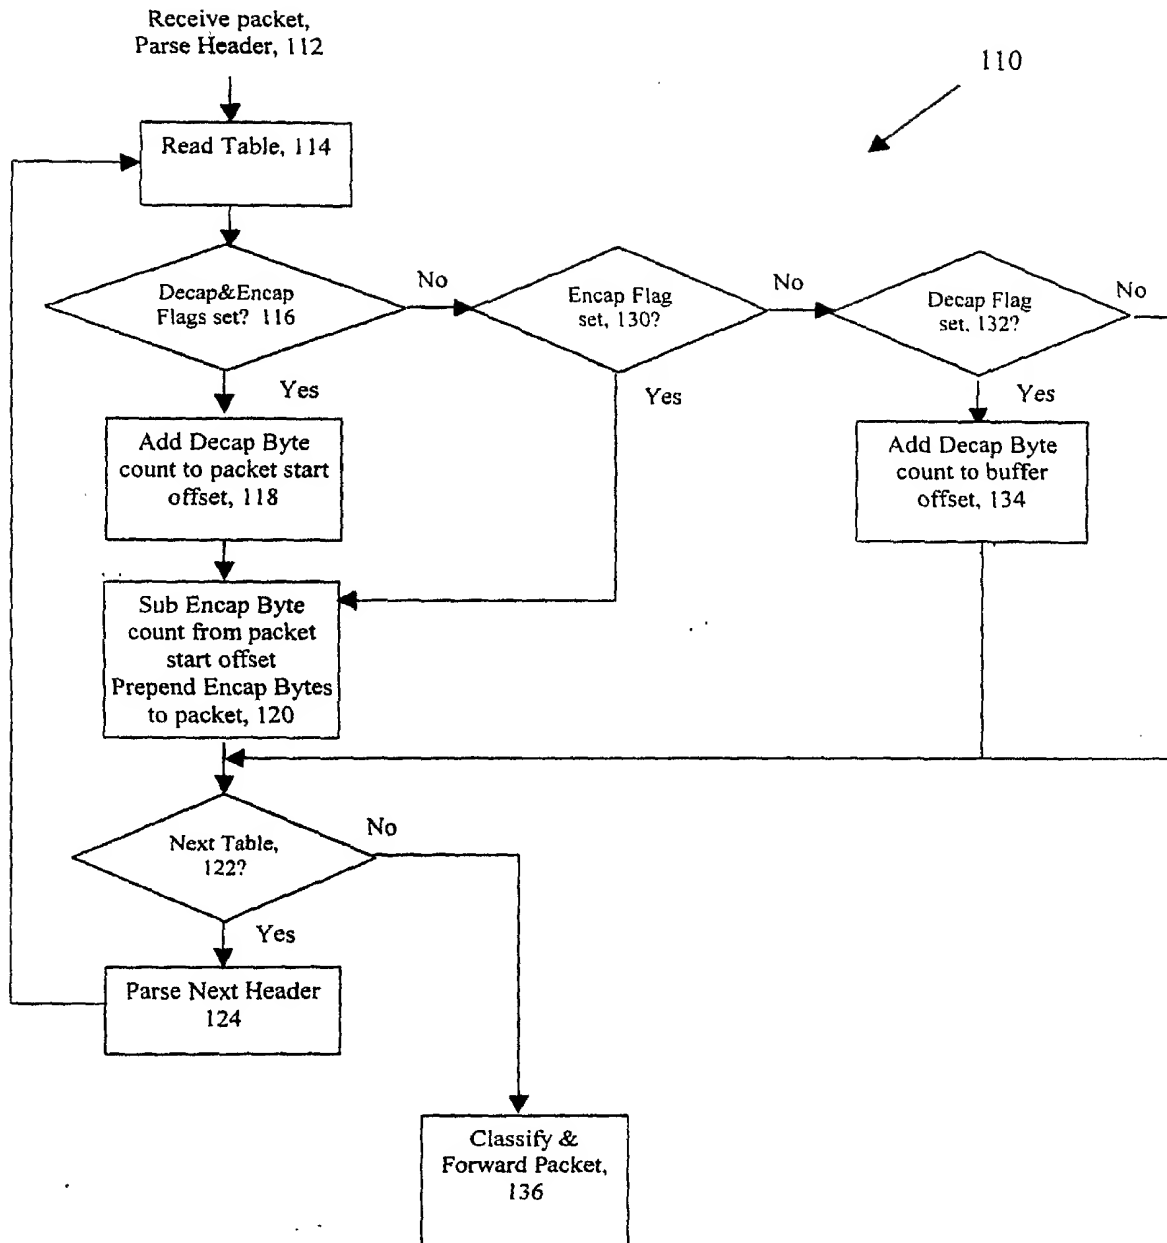 Receive packet,
Parse Header, 112
110
Read Table, 114
Decap&Encap
Flags set? 116
No
Encap Flag
set, 130?
No
Decap Flag
set, 132?
No
Yes
Yes
Yes
Add Decap Byte
count to packet start
offset, 118
Add Decap Byte
count to buffer
offset, 134
Sub Encap Byte
count from packet
start offset
Prepend Encap Bytes
to packet, 120
Next Table,
122?
No
Yes
Parse Next Header
124
Classify &
Forward Packet,
136